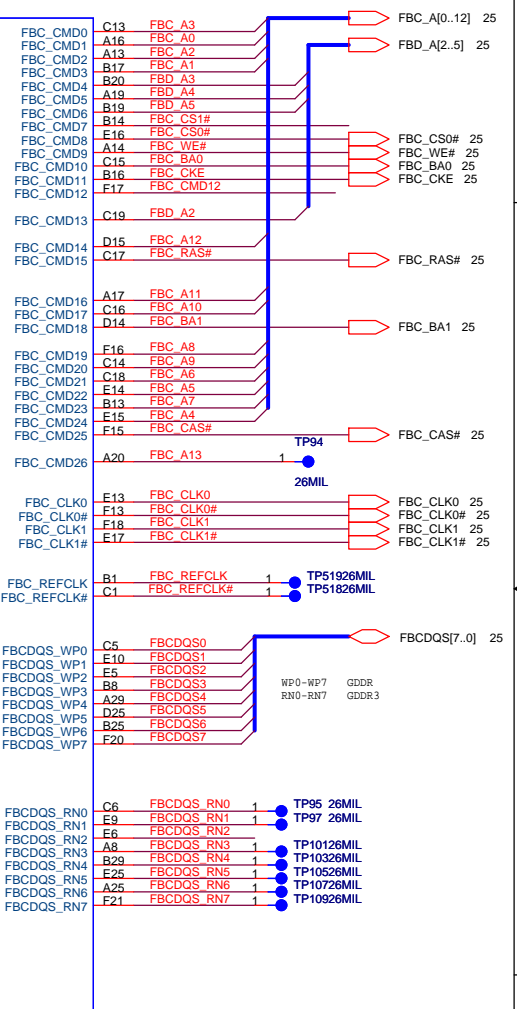 FBC_CMD0 C13 FBC_A3 FBC_A[0..12] 25
FBC_CMD1 A16 FBC_A0
FBC_CMD2 A13 FBC_A2 FBD_A[2..5] 25
FBC_CMD3 B17 FBC_A1
FBC_CMD4 B20 FBD_A3
FBC_CMD5 A19 FBD_A4
FBC_CMD6 B19 FBD_A5
FBC_CMD7 B14 FBC_CS1#
FBC_CMD8 E16 FBC_CS0# FBC_CS0# 25
FBC_CMD9 A14 FBC_WE# FBC_WE# 25
FBC_CMD10 C15 FBC_BA0 FBC_BA0 25
FBC_CMD11 B16 FBC_CKE FBC_CKE 25
FBC_CMD12 F17 FBC_CMD12
FBC_CMD13 C19 FBD_A2
FBC_CMD14 D15 FBC_A12
FBC_CMD15 C17 FBC_RAS# FBC_RAS# 25
FBC_CMD16 A17 FBC_A11
FBC_CMD17 C16 FBC_A10
FBC_CMD18 D14 FBC_BA1 FBC_BA1 25
FBC_CMD19 F16 FBC_A8
FBC_CMD20 C14 FBC_A9
FBC_CMD21 C18 FBC_A6
FBC_CMD22 E14 FBC_A5
FBC_CMD23 B13 FBC_A7
FBC_CMD24 E15 FBC_A4
FBC_CMD25 F15 FBC_CAS# FBC_CAS# 25
TP94
FBC_CMD26 A20 FBC_A13 1
26MIL
FBC_CLK0 E13 FBC_CLK0 FBC_CLK0 25
FBC_CLK0# F13 FBC_CLK0# FBC_CLK0# 25
FBC_CLK1 F18 FBC_CLK1 FBC_CLK1 25
FBC_CLK1# E17 FBC_CLK1# FBC_CLK1# 25
FBC_REFCLK B1 FBC_REFCLK 1 TP51926MIL
FBC_REFCLK# C1 FBC_REFCLK# 1 TP51826MIL
FBCDQS[7..0] 25
FBCDQS_WP0 C5 FBCDQS0
FBCDQS_WP1 E10 FBCDQS1
FBCDQS_WP2 E5 FBCDQS2
FBCDQS_WP3 B8 FBCDQS3 WP0-WP7 GDDR
FBCDQS_WP4 A29 FBCDQS4 RN0-RN7 GDDR3
FBCDQS_WP5 D25 FBCDQS5
FBCDQS_WP6 B25 FBCDQS6
FBCDQS_WP7 F20 FBCDQS7
FBCDQS_RN0 C6 FBCDQS_RN0 1 TP95 26MIL
FBCDQS_RN1 E9 FBCDQS_RN1 1 TP97 26MIL
FBCDQS_RN2 E6 FBCDQS_RN2
FBCDQS_RN3 A8 FBCDQS_RN3 1 TP10126MIL
FBCDQS_RN4 B29 FBCDQS_RN4 1 TP10326MIL
FBCDQS_RN5 E25 FBCDQS_RN5 1 TP10526MIL
FBCDQS_RN6 A25 FBCDQS_RN6 1 TP10726MIL
FBCDQS_RN7 F21 FBCDQS_RN7 1 TP10926MIL